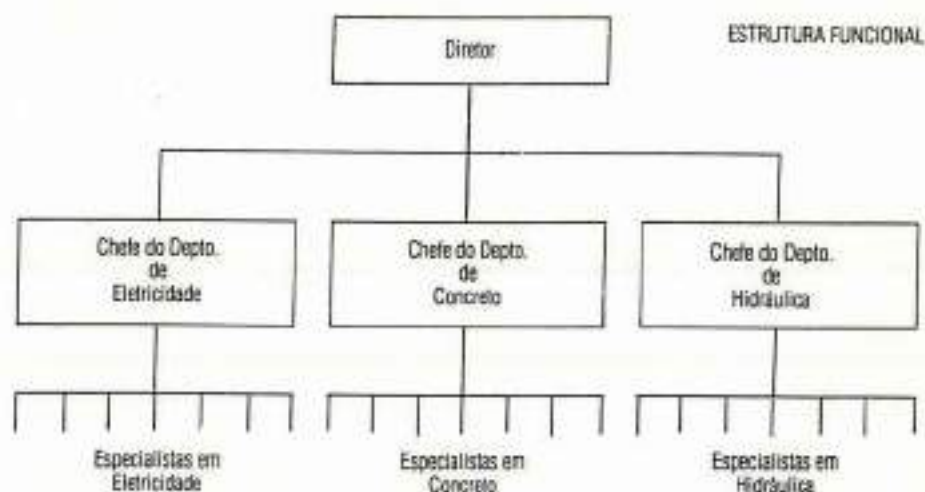 ESTRUTURA FUNCIONAL
Diretor
Chefe do Depto.
de
Eletricidade
Chefe do Depto.
de
Concreto
Chefe do Depto.
de
Hidráulica
Especialistas em
Eletricidade
Especialistas em
Concreto
Especialistas em
Hidráulica